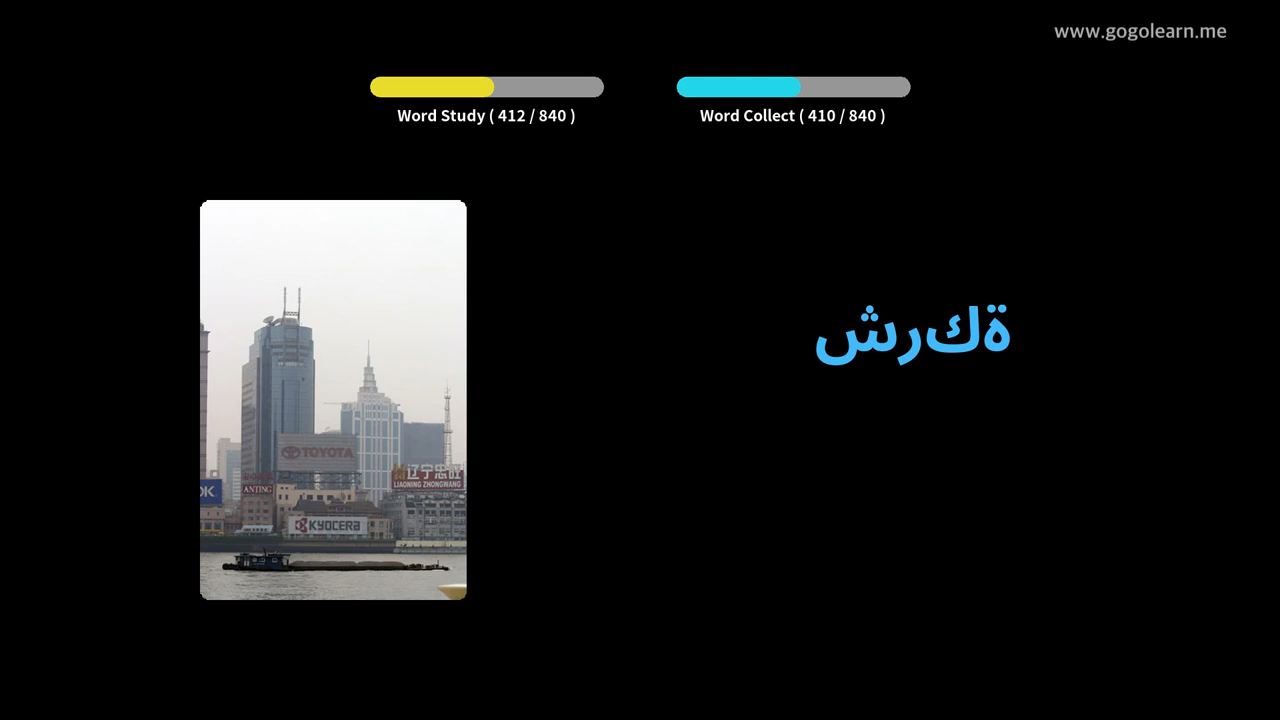 www.gogolearn.me
Word Study ( 412 / 840 )
Word Collect ( 410 / 840 )
شركة
TOYOTA
辽宁忠旺
LIAONING ZHONGWANG
ANTING
KYOCERA